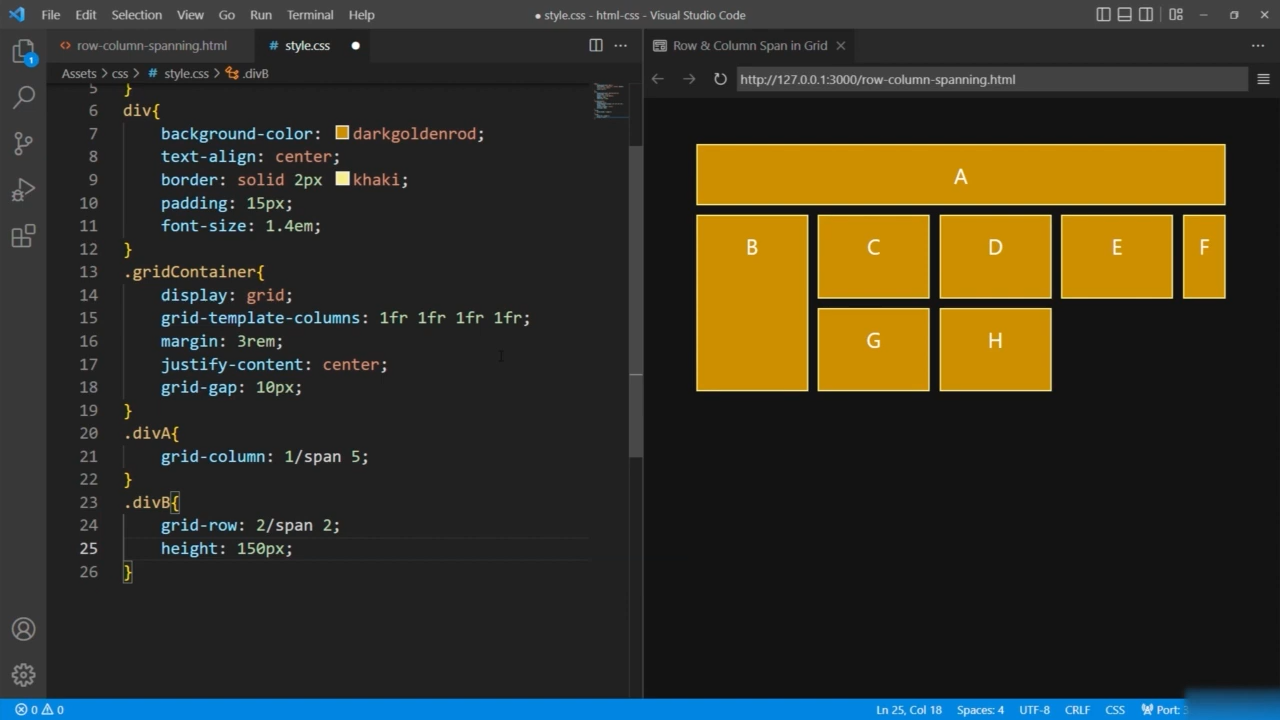 File Edit Selection View Go Run Terminal Help
● style.css - html-css - Visual Studio Code
row-column-spanning.html
# style.css ●
Assets > css > # style.css > .divB
1
5 }
6 div{
7 background-color: darkgoldenrod;
8 text-align: center;
9 border: solid 2px khaki;
10 padding: 15px;
11 font-size: 1.4em;
12 }
13 .gridContainer{
14 display: grid;
15 grid-template-columns: 1fr 1fr 1fr 1fr;
16 margin: 3rem;
17 justify-content: center;
18 grid-gap: 10px;
19 }
20 .divA{
21 grid-column: 1/span 5;
22 }
23 .divB{
24 grid-row: 2/span 2;
25 height: 150px;
26 }
Row & Column Span in Grid
http://127.0.0.1:3000/row-column-spanning.html
A
B C D E F
G H
0 0
Ln 25, Col 18 Spaces: 4 UTF-8 CRLF CSS Port: